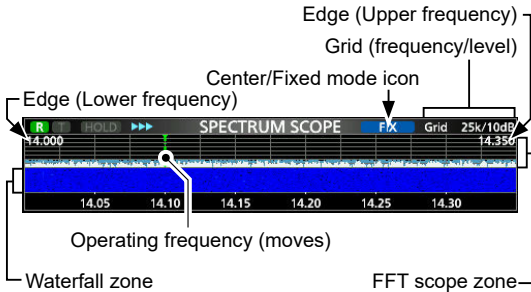 Edge (Upper frequency)
Grid (frequency/level)
Center/Fixed mode icon
Edge (Lower frequency)
R T HOLD SPECTRUM SCOPE FIX Grid 25k/10dB
14.000 14.350
14.05 14.10 14.15 14.20 14.25 14.30
Operating frequency (moves)
Waterfall zone FFT scope zone